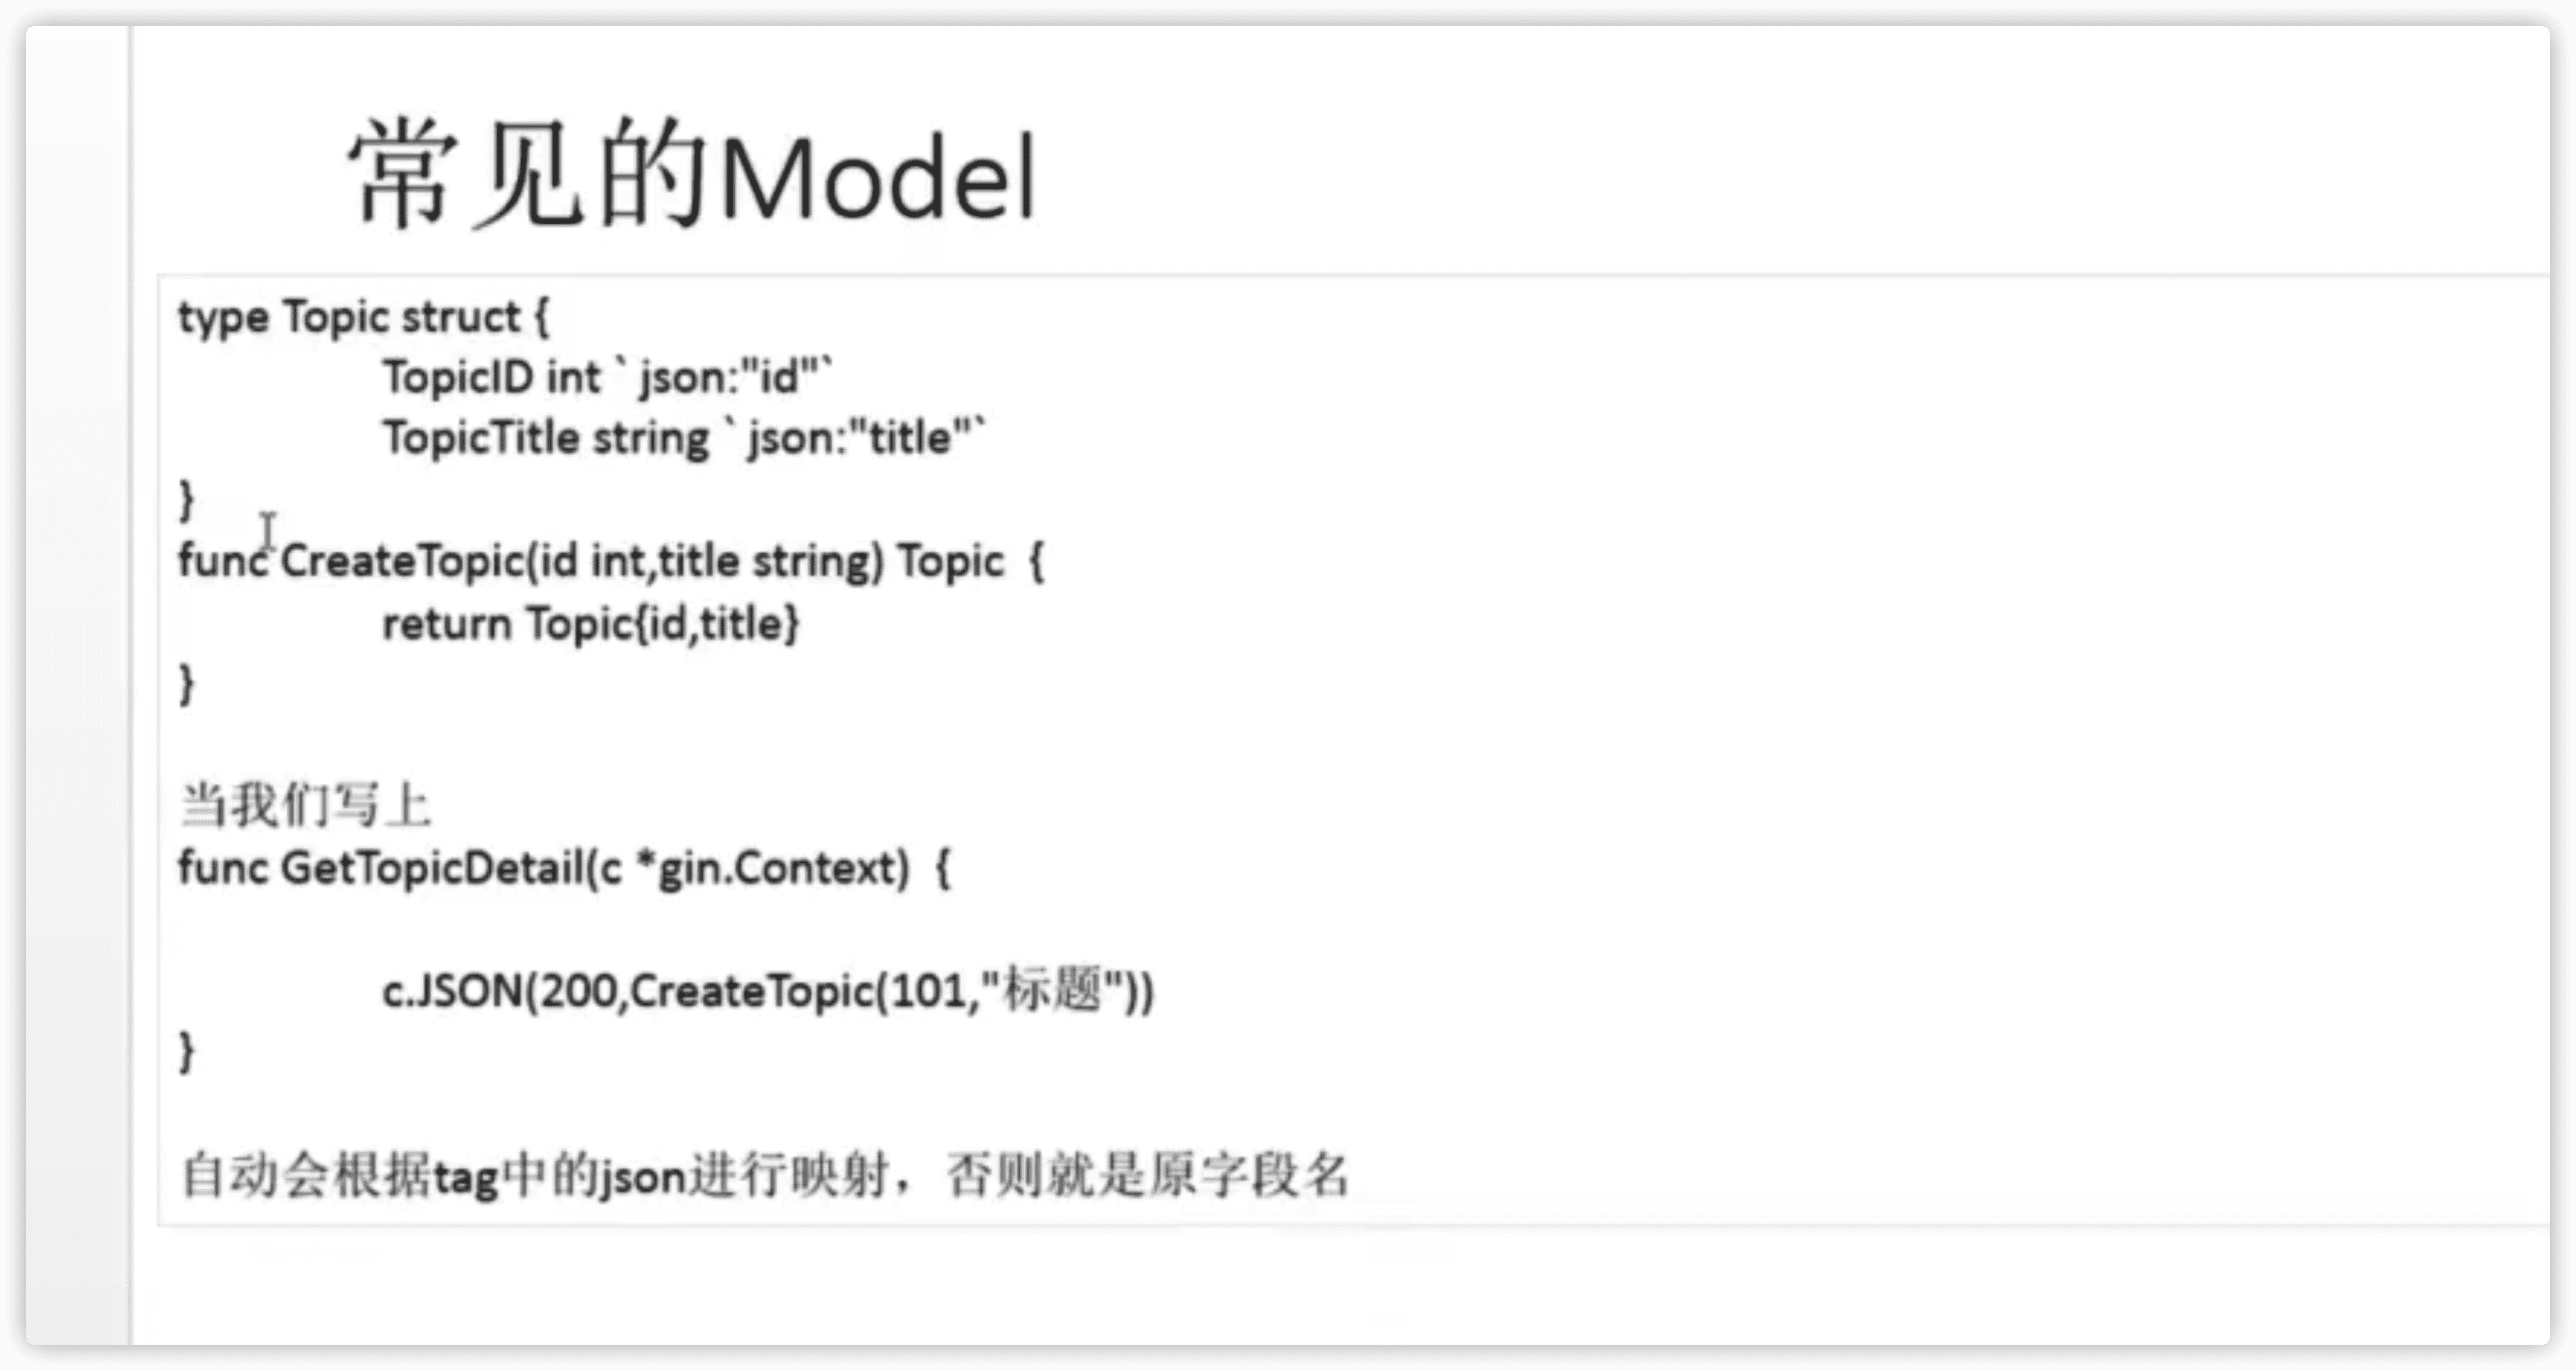 常见的Model
type Topic struct {
TopicID int `json:"id"`
TopicTitle string `json:"title"`
}
func CreateTopic(id int,title string) Topic  {
return Topic{id,title}
}
当我们写上
func GetTopicDetail(c *gin.Context)  {
c.JSON(200,CreateTopic(101,"标题"))
}
自动会根据tag中的json进行映射，否则就是原字段名